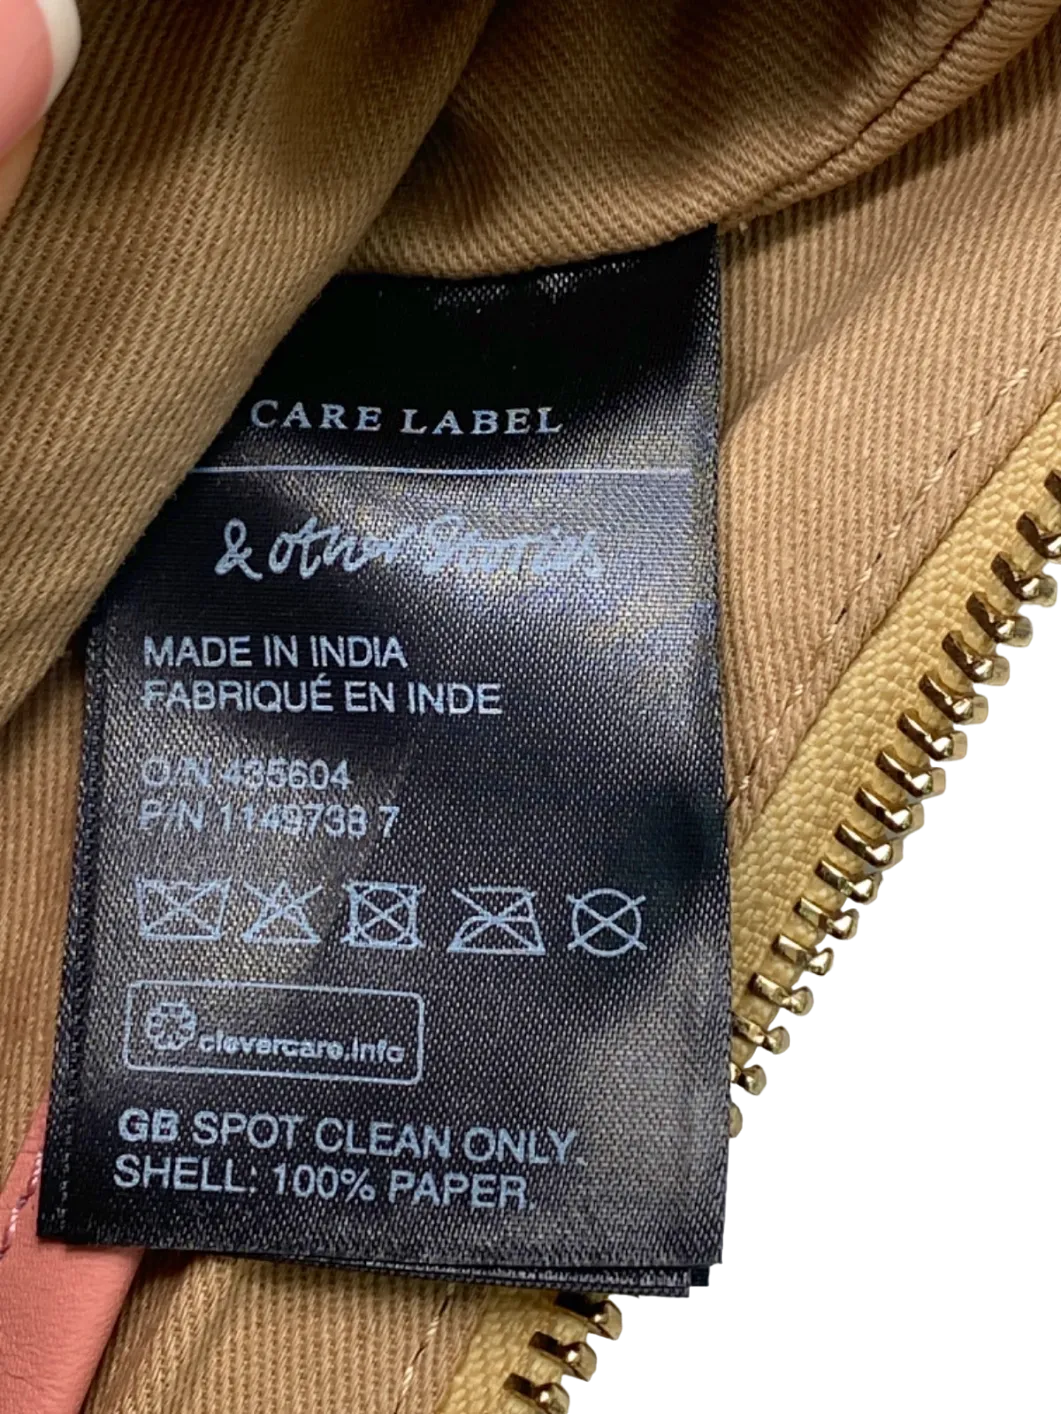 CARE LABEL
& other Stories
MADE IN INDIA
FABRIQUÉ EN INDE
O/N 435604
P/N 1149738 7
clevercare.info
GB SPOT CLEAN ONLY.
SHELL: 100% PAPER.